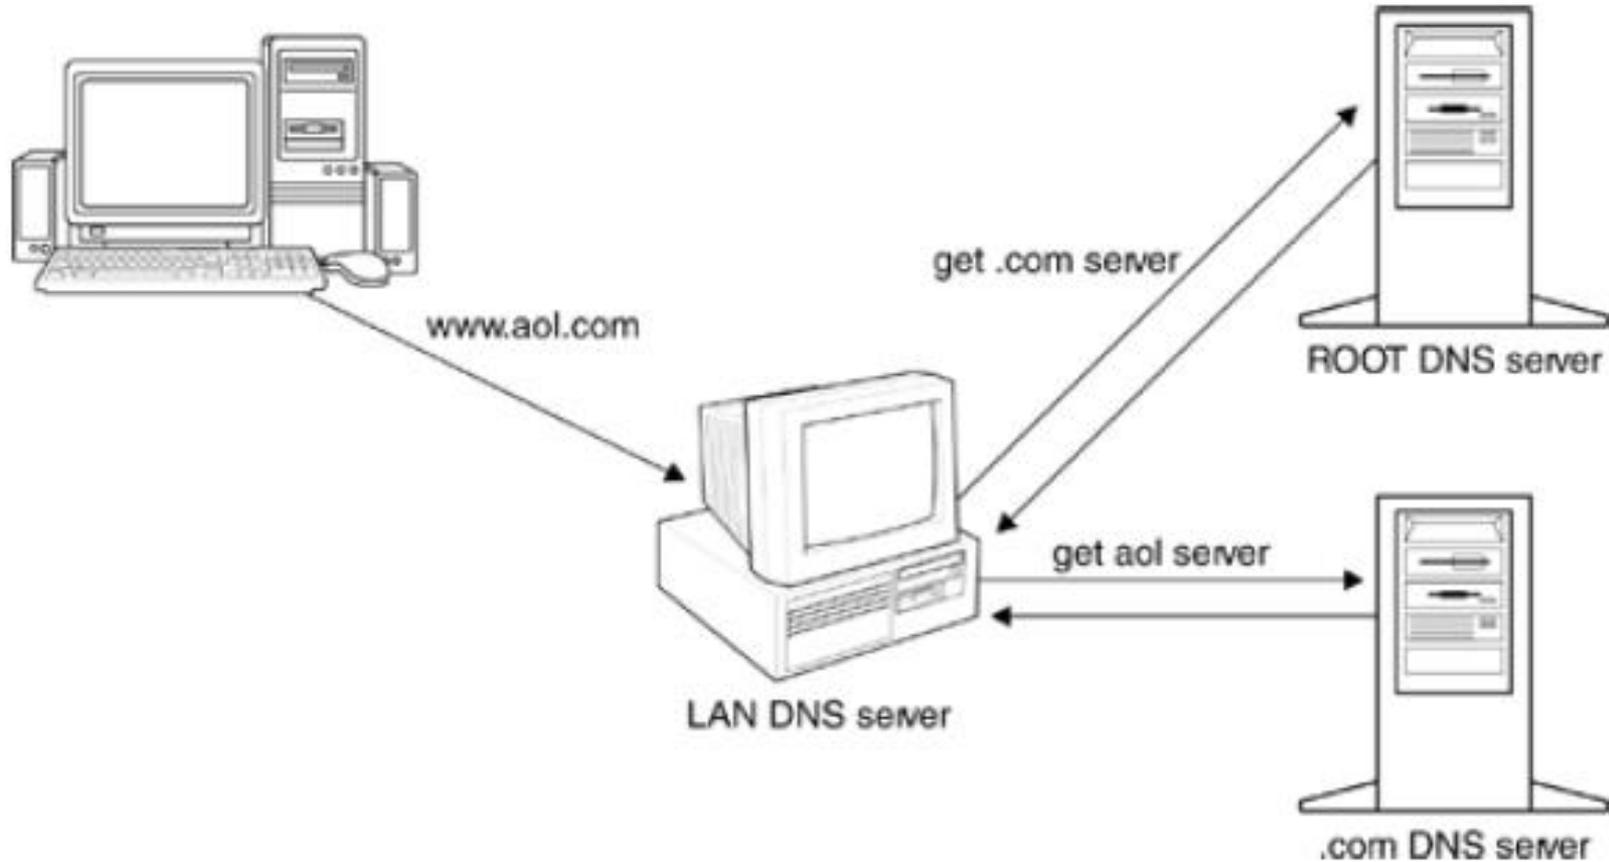 www.aol.com
get .com server
ROOT DNS server
get aol server
LAN DNS server
.com DNS server